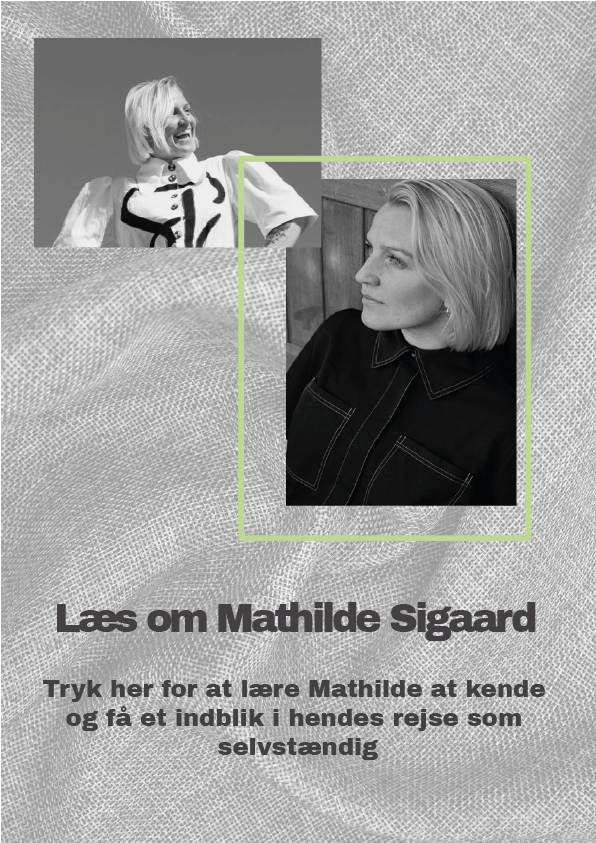 Læs om Mathilde Sigaard
Tryk her for at lære Mathilde at kende
og få et indblik i hendes rejse som
selvstændig